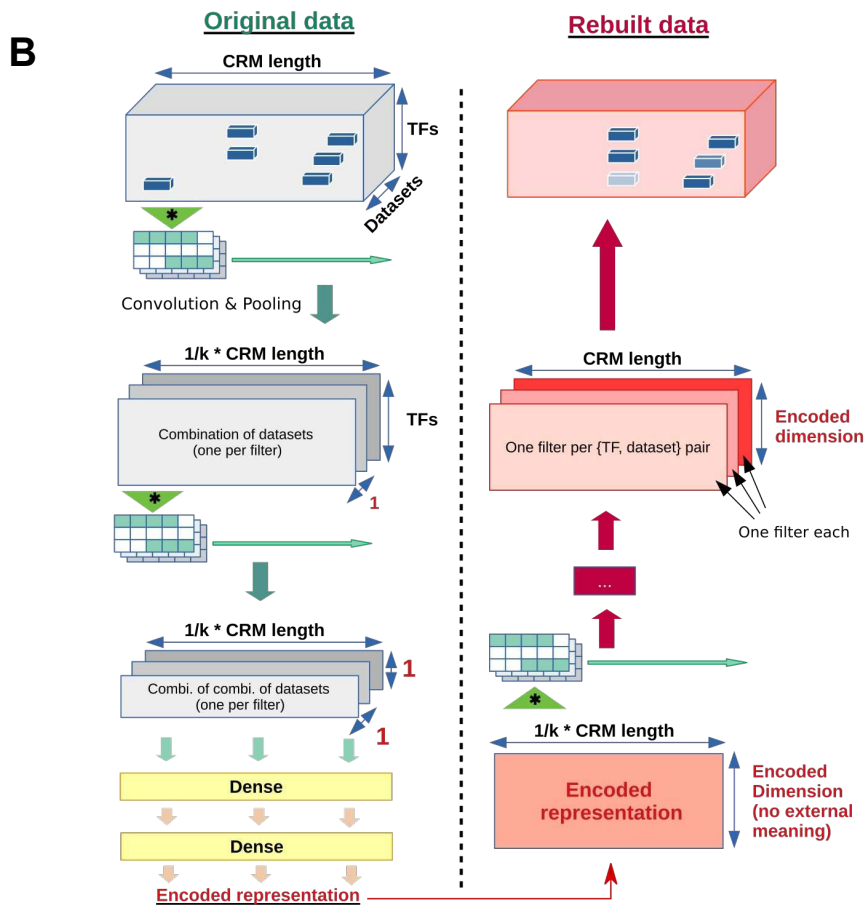 B
Original data
CRM length
TFs
Datasets
*
Convolution & Pooling
1/k * CRM length
Combination of datasets
(one per filter)
TFs
1
*
1/k * CRM length
Combi. of combi. of datasets
(one per filter)
1
1
Dense
Dense
Encoded representation
Rebuilt data
CRM length
One filter per {TF, dataset} pair
Encoded
dimension
One filter each
...
*
1/k * CRM length
Encoded
representation
Encoded
Dimension
(no external
meaning)